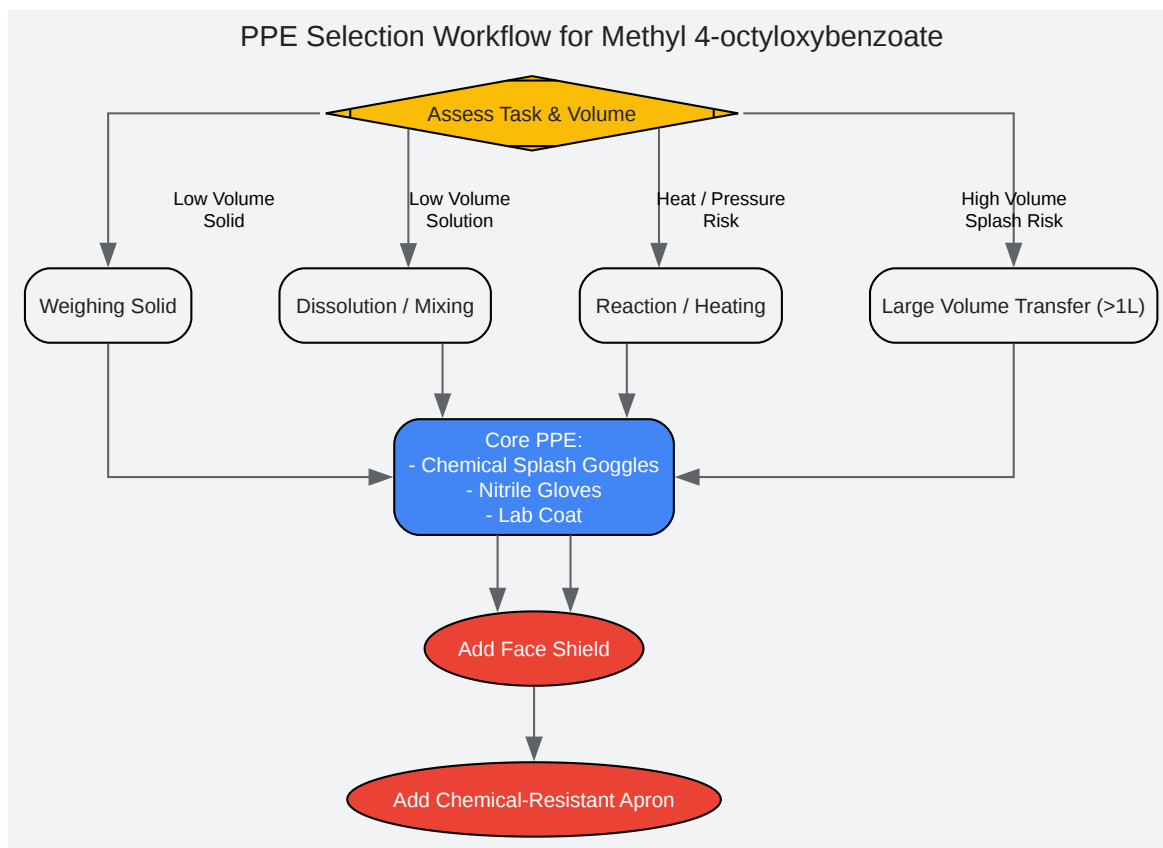 PPE Selection Workflow for Methyl 4-octyloxybenzoate
Assess Task & Volume
Low Volume
Solid
Low Volume
Solution
Heat / Pressure
Risk
High Volume
Splash Risk
Weighing Solid
Dissolution / Mixing
Reaction / Heating
Large Volume Transfer (>1L)
Core PPE:
- Chemical Splash Goggles
- Nitrile Gloves
- Lab Coat
Add Face Shield
Add Chemical-Resistant Apron